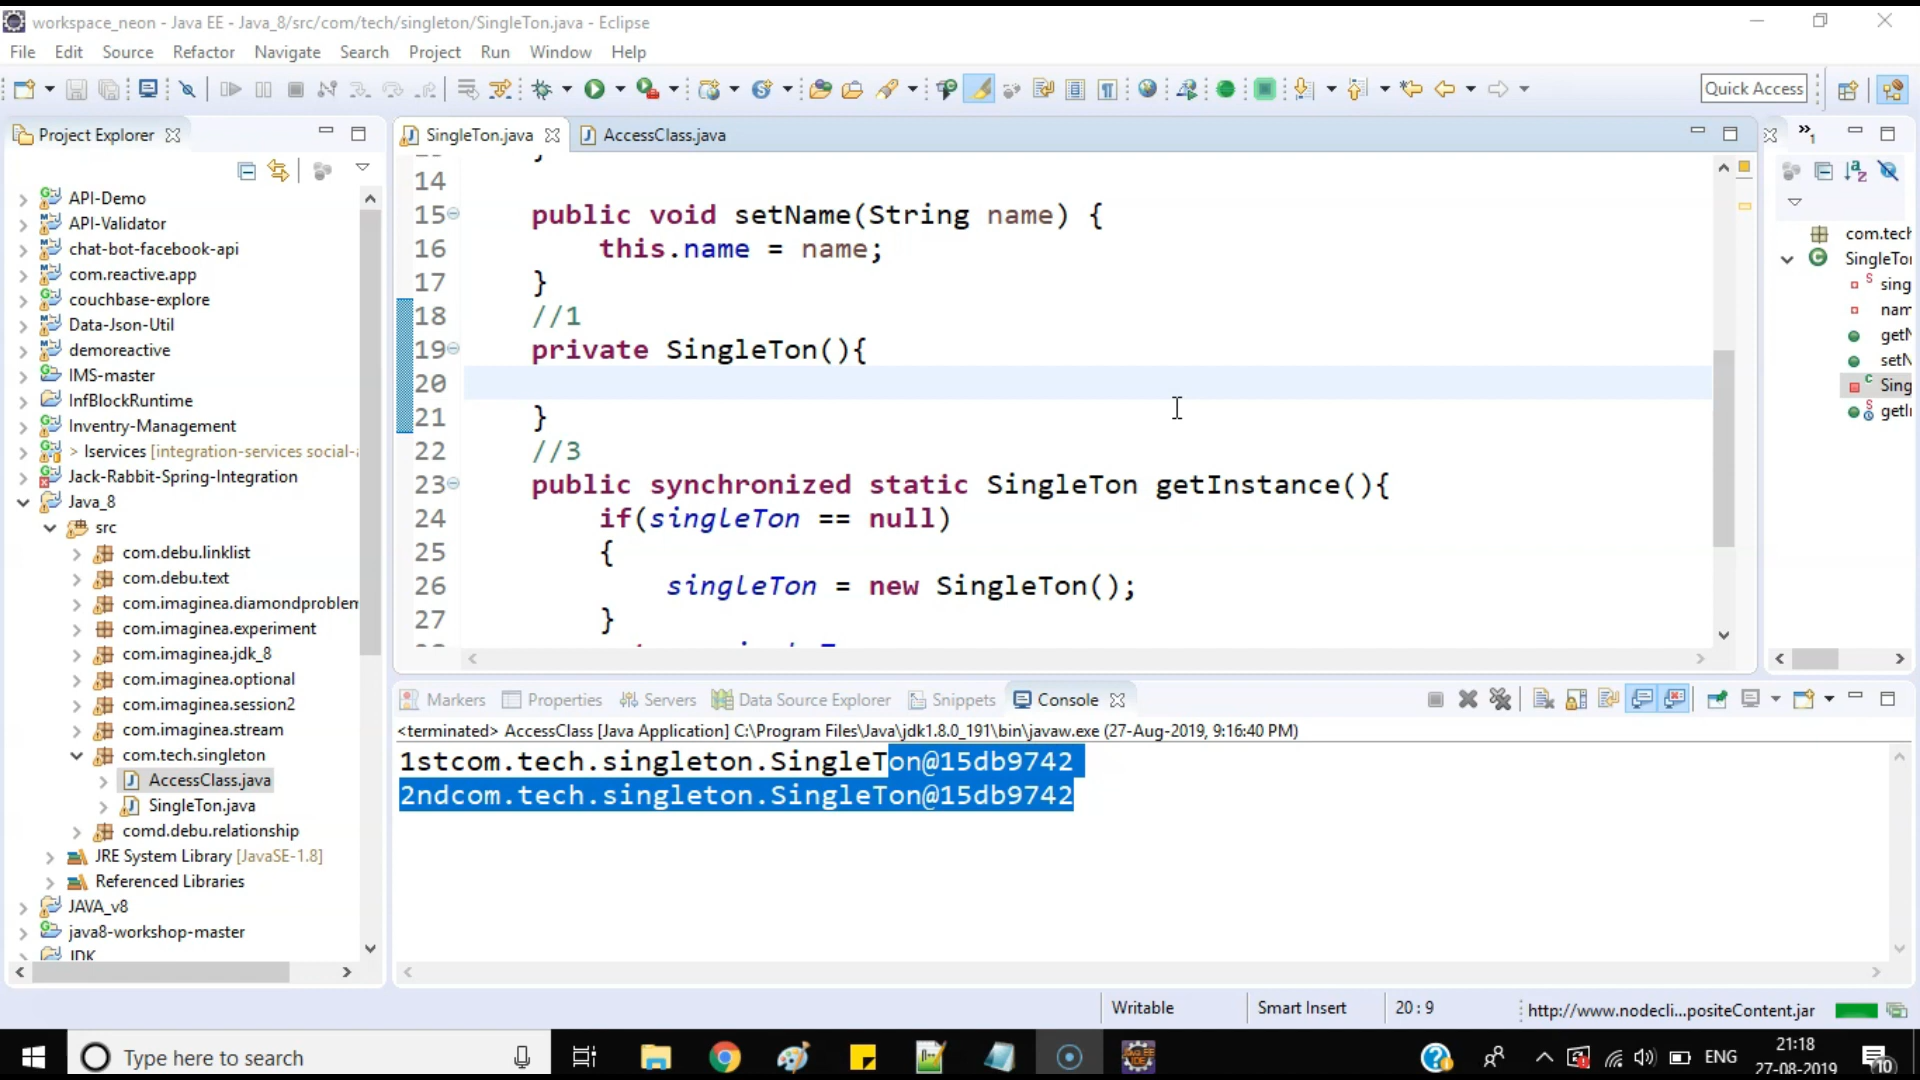 workspace_neon - Java EE - Java_8/src/com/tech/singleton/SingleTon.java - Eclipse
File Edit Source Refactor Navigate Search Project Run Window Help
Quick Access
Project Explorer
API-Demo
API-Validator
chat-bot-facebook-api
com.reactive.app
couchbase-explore
Data-Json-Util
demoreactive
IMS-master
InfBlockRuntime
Inventry-Management
> Iservices [integration-services social-
Jack-Rabbit-Spring-Integration
Java_8
src
com.debu.linklist
com.debu.text
com.imaginea.diamondproblem
com.imaginea.experiment
com.imaginea.jdk_8
com.imaginea.optional
com.imaginea.session2
com.imaginea.stream
com.tech.singleton
AccessClass.java
SingleTon.java
comd.debu.relationship
JRE System Library [JavaSE-1.8]
Referenced Libraries
JAVA_v8
java8-workshop-master
JDK
SingleTon.java AccessClass.java
14
15 public void setName(String name) {
16 this.name = name;
17 }
18 //1
19 private SingleTon(){
20
21 }
22 //3
23 public synchronized static SingleTon getInstance(){
24 if(singleTon == null)
25 {
26 singleTon = new SingleTon();
27 }
com.tech
SingleTon
sing
nam
getN
setN
Sing
getI
Markers Properties Servers Data Source Explorer Snippets Console
<terminated> AccessClass [Java Application] C:\Program Files\Java\jdk1.8.0_191\bin\javaw.exe (27-Aug-2019, 9:16:40 PM)
1stcom.tech.singleton.SingleTon@15db9742
2ndcom.tech.singleton.SingleTon@15db9742
Writable Smart Insert 20 : 9 http://www.nodecli...positeContent.jar
Type here to search
ENG
21:18
27-08-2019
10